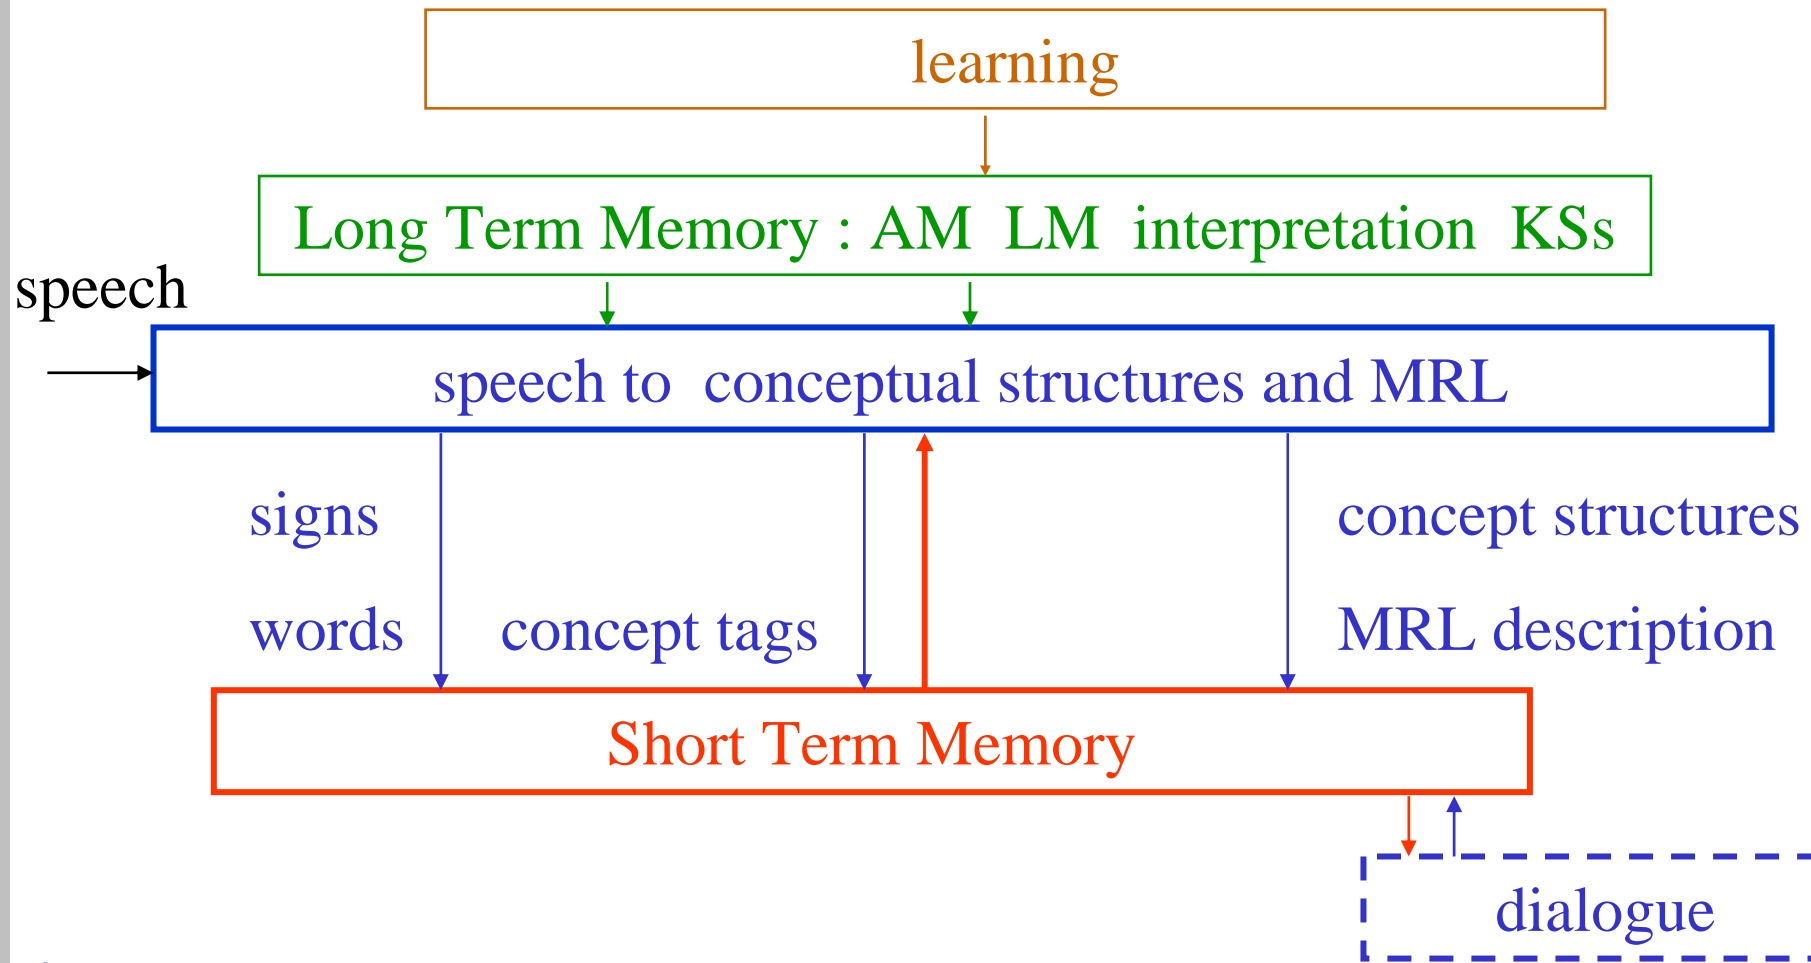 learning
Long Term Memory : AM LM interpretation KSs
speech
speech to conceptual structures and MRL
signs
concept structures
words
concept tags
MRL description
Short Term Memory
dialogue